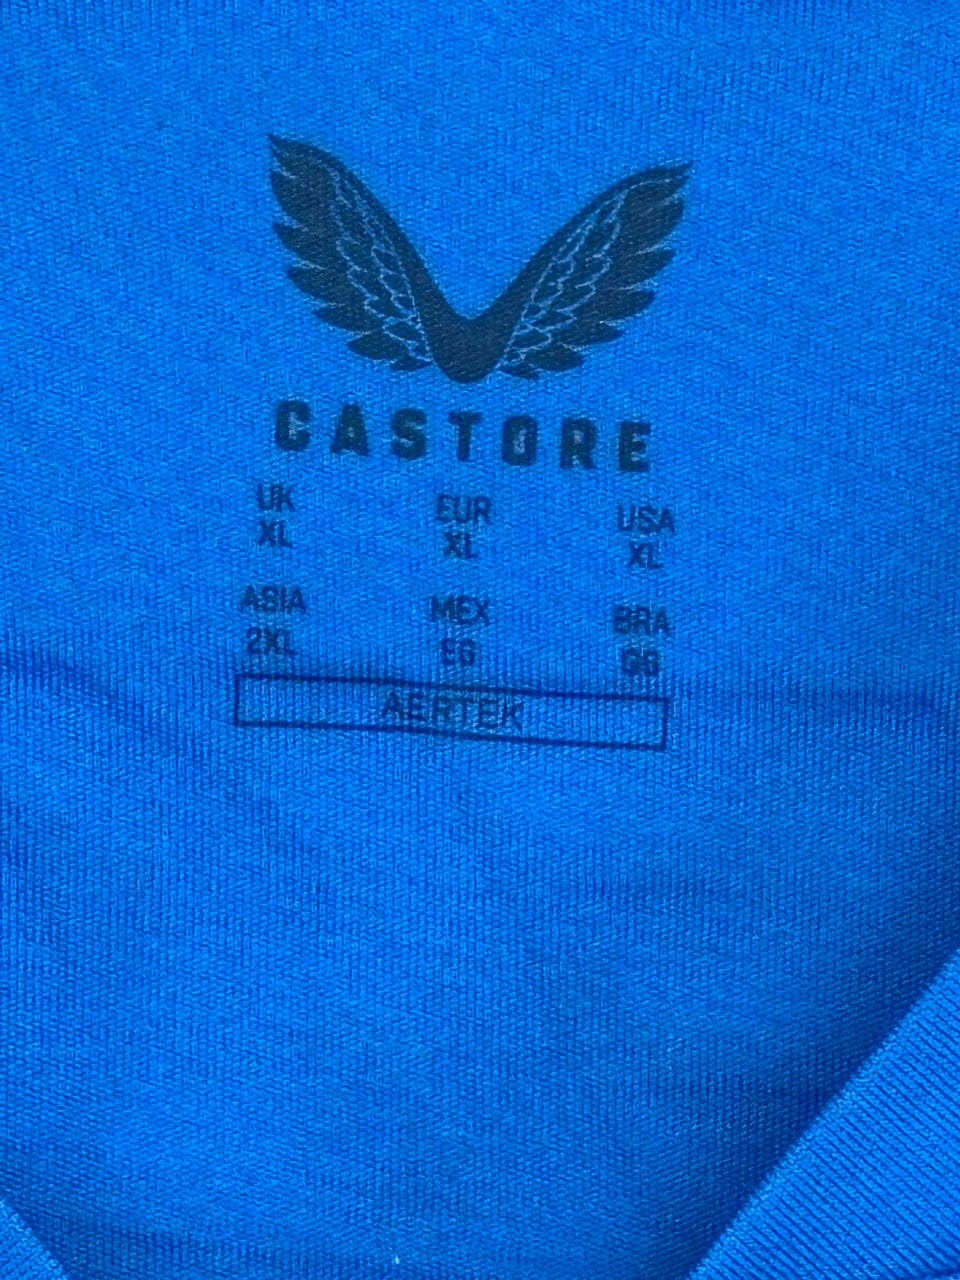 CASTORE
UK EUR USA
XL XL XL
ASIA MEX BRA
2XL EG GG
AERTEK